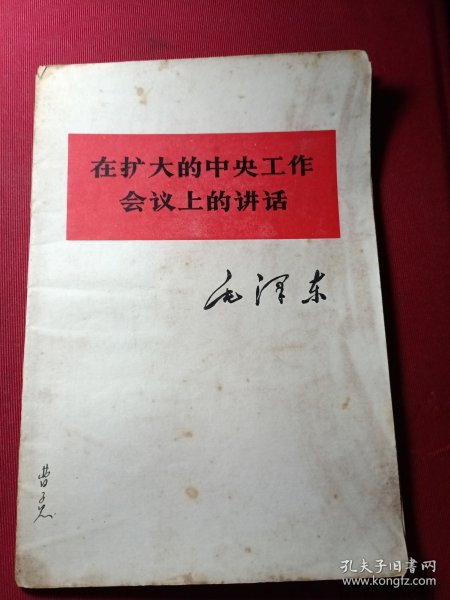 在扩大的中央工作
会议上的讲话
毛泽东
孔夫子旧书网
www.kongfz.com